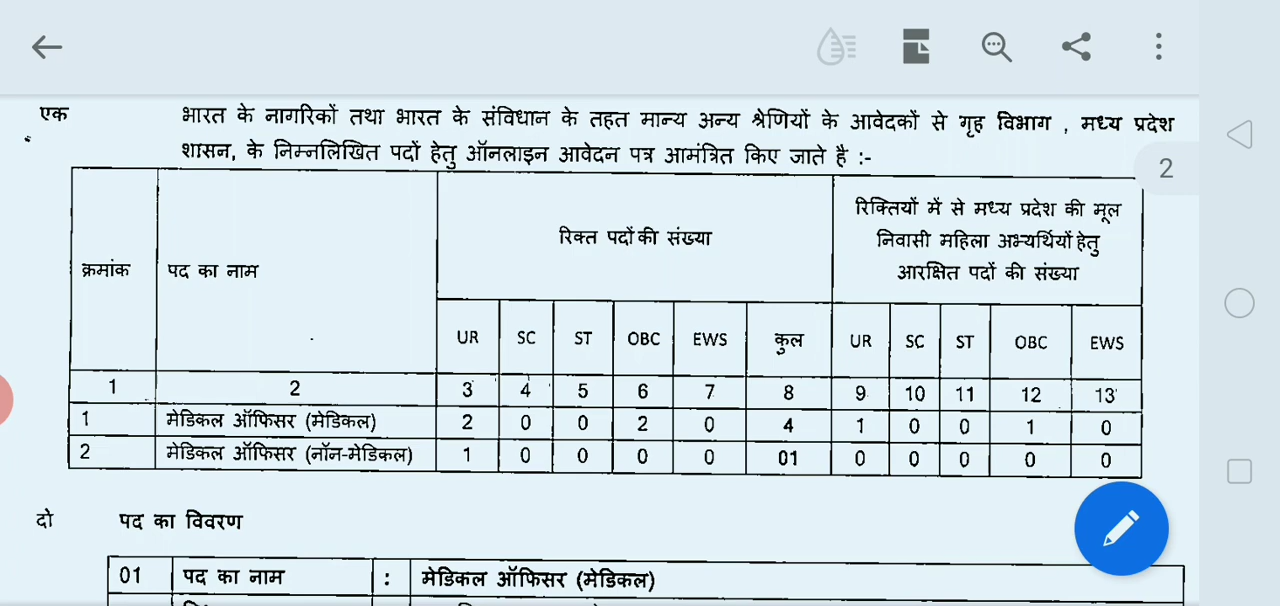 एक भारत के नागरिकों तथा भारत के संविधान के तहत मान्य अन्य श्रेणियों के आवेदकों से गृह विभाग , मध्य प्रदेश
शासन, के निम्नलिखित पदों हेतु ऑनलाइन आवेदन पत्र आमंत्रित किए जाते है :-
2
क्रमांक पद का नाम रिक्त पदों की संख्या रिक्तियों में से मध्य प्रदेश की मूल
निवासी महिला अभ्यर्थियों हेतु
आरक्षित पदों की संख्या
UR SC ST OBC EWS कुल UR SC ST OBC EWS
1 2 3 4 5 6 7 8 9 10 11 12 13
1 मेडिकल ऑफिसर (मेडिकल) 2 0 0 2 0 4 1 0 0 1 0
2 मेडिकल ऑफिसर (नॉन-मेडिकल) 1 0 0 0 0 01 0 0 0 0 0
दो पद का विवरण
01 पद का नाम : मेडिकल ऑफिसर (मेडिकल)